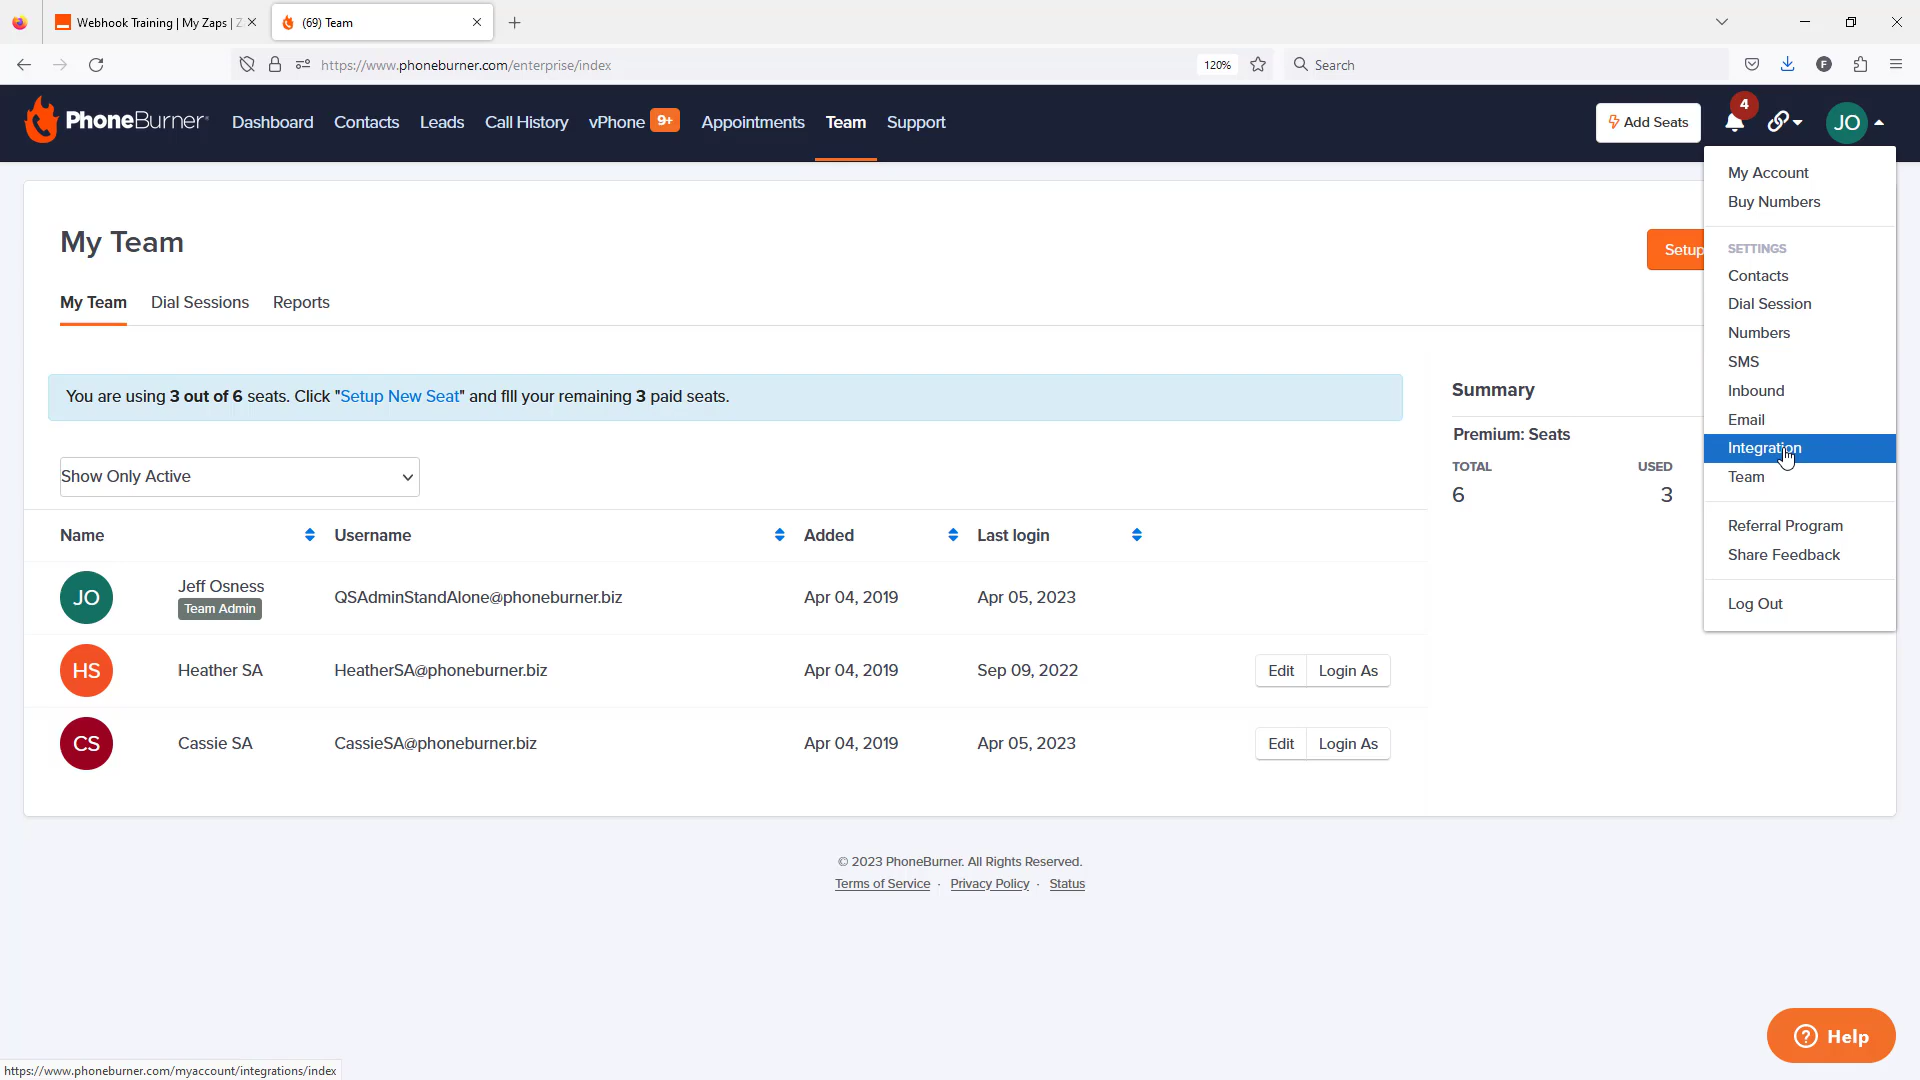 Webhook Training | My Zaps | Z
(69) Team
https://www.phoneburner.com/enterprise/index
120%
Search
PhoneBurner
Dashboard
Contacts
Leads
Call History
vPhone
9+
Appointments
Team
Support
Add Seats
4
JO
My Account
Buy Numbers
SETTINGS
Contacts
Dial Session
Numbers
SMS
Inbound
Email
Integration
Team
Referral Program
Share Feedback
Log Out
My Team
Setup
My Team
Dial Sessions
Reports
You are using 3 out of 6 seats. Click "Setup New Seat" and fill your remaining 3 paid seats.
Show Only Active
Summary
Premium: Seats
TOTAL
USED
6
3
Name
Username
Added
Last login
JO
Jeff Osness
Team Admin
QSAdminStandAlone@phoneburner.biz
Apr 04, 2019
Apr 05, 2023
HS
Heather SA
HeatherSA@phoneburner.biz
Apr 04, 2019
Sep 09, 2022
Edit
Login As
CS
Cassie SA
CassieSA@phoneburner.biz
Apr 04, 2019
Apr 05, 2023
Edit
Login As
© 2023 PhoneBurner. All Rights Reserved.
Terms of Service · Privacy Policy · Status
? Help
https://www.phoneburner.com/myaccount/integrations/index